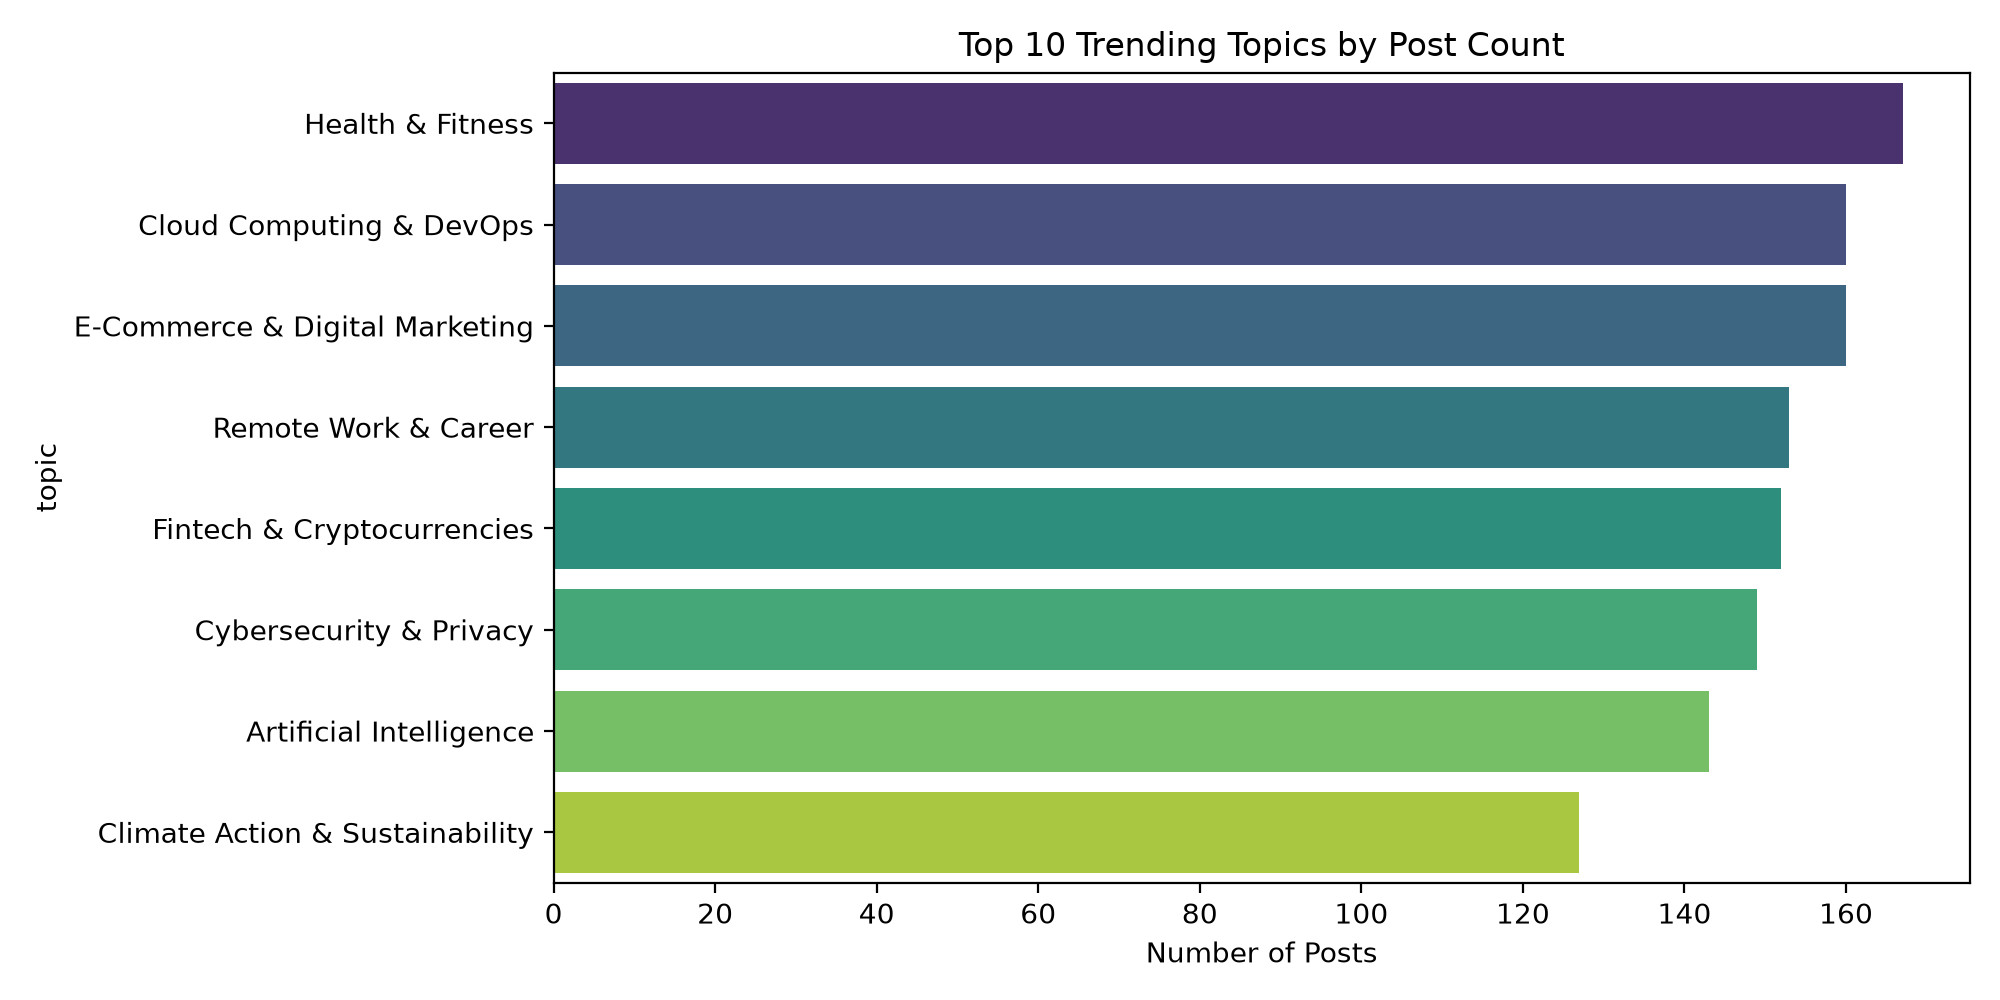 Top 10 Trending Topics by Post Count
Health & Fitness
Cloud Computing & DevOps
E-Commerce & Digital Marketing
Remote Work & Career
Fintech & Cryptocurrencies
Cybersecurity & Privacy
Artificial Intelligence
Climate Action & Sustainability
topic
0 20 40 60 80 100 120 140 160
Number of Posts